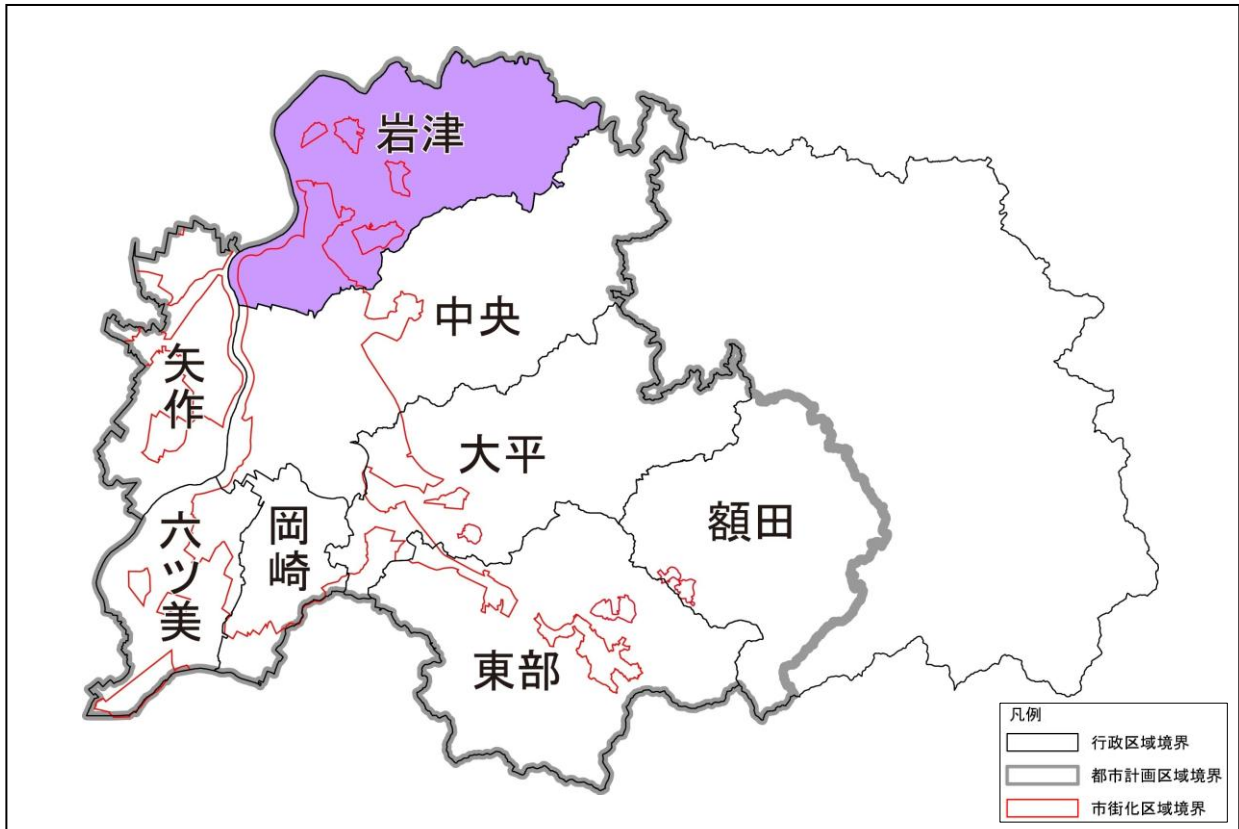 岩津
中央
矢作
大平
額田
六ツ美
岡崎
東部
凡例
行政区域境界
都市計画区域境界
市街化区域境界